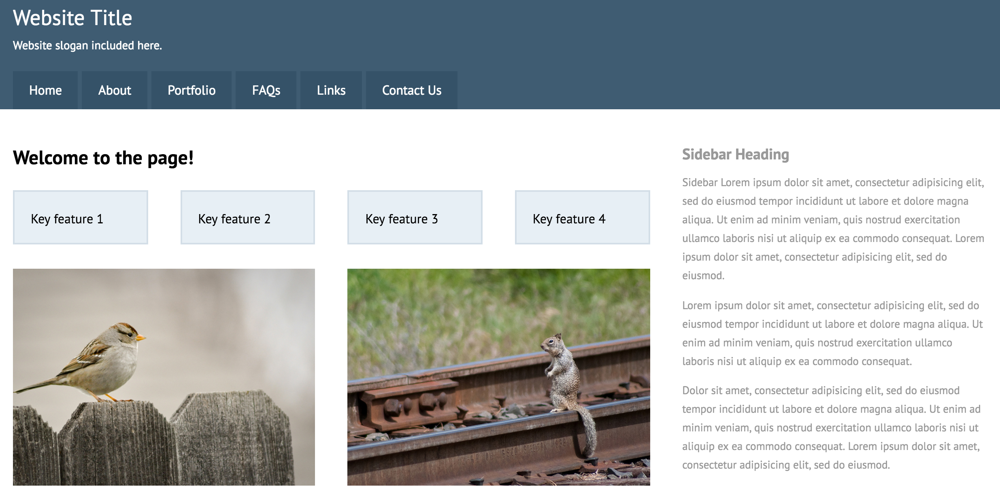 Website Title
Website slogan included here.
Home About Portfolio FAQs Links Contact Us
Welcome to the page!
Key feature 1 Key feature 2 Key feature 3 Key feature 4
Sidebar Heading
Sidebar Lorem ipsum dolor sit amet, consectetur adipisicing elit,
sed do eiusmod tempor incididunt ut labore et dolore magna
aliqua. Ut enim ad minim veniam, quis nostrud exercitation
ullamco laboris nisi ut aliquip ex ea commodo consequat. Lorem
ipsum dolor sit amet, consectetur adipisicing elit, sed do
eiusmod.
Lorem ipsum dolor sit amet, consectetur adipisicing elit, sed do
eiusmod tempor incididunt ut labore et dolore magna aliqua. Ut
enim ad minim veniam, quis nostrud exercitation ullamco
laboris nisi ut aliquip ex ea commodo consequat.
Dolor sit amet, consectetur adipisicing elit, sed do eiusmod
tempor incididunt ut labore et dolore magna aliqua. Ut enim ad
minim veniam, quis nostrud exercitation ullamco laboris nisi ut
aliquip ex ea commodo consequat. Lorem ipsum dolor sit amet,
consectetur adipisicing elit, sed do eiusmod.